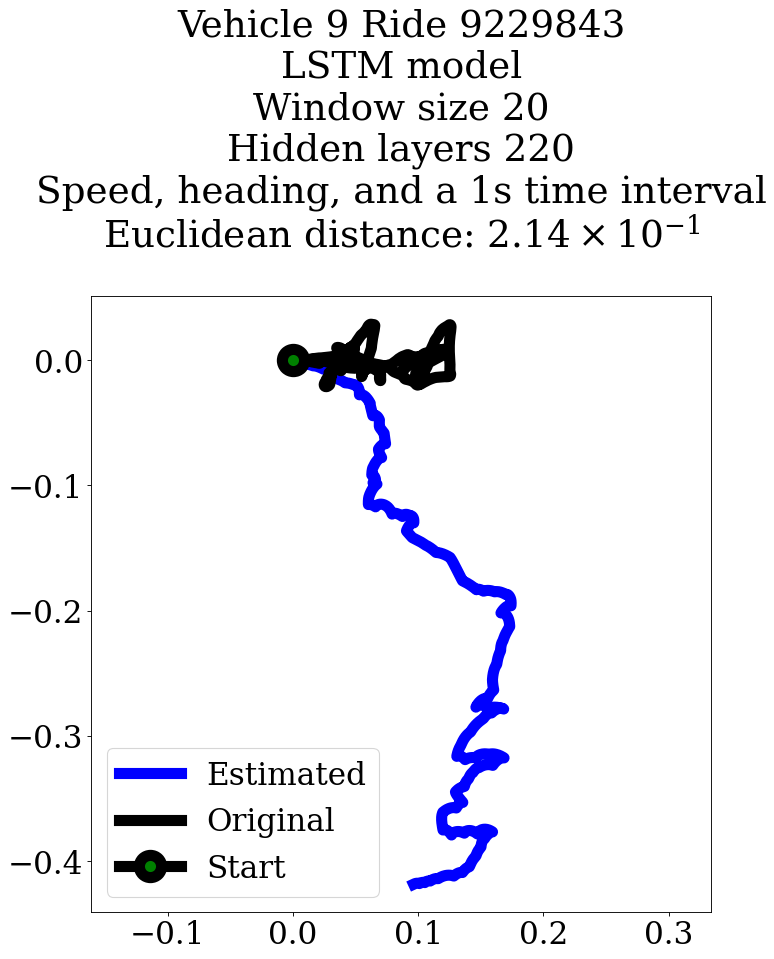 Vehicle 9 Ride 9229843
LSTM model
Window size 20
Hidden layers 220
Speed, heading, and a 1s time interval
Euclidean distance: 2.14 × 10⁻¹
0.0
−0.1
−0.2
−0.3
−0.4
Estimated
Original
Start
−0.1 0.0 0.1 0.2 0.3